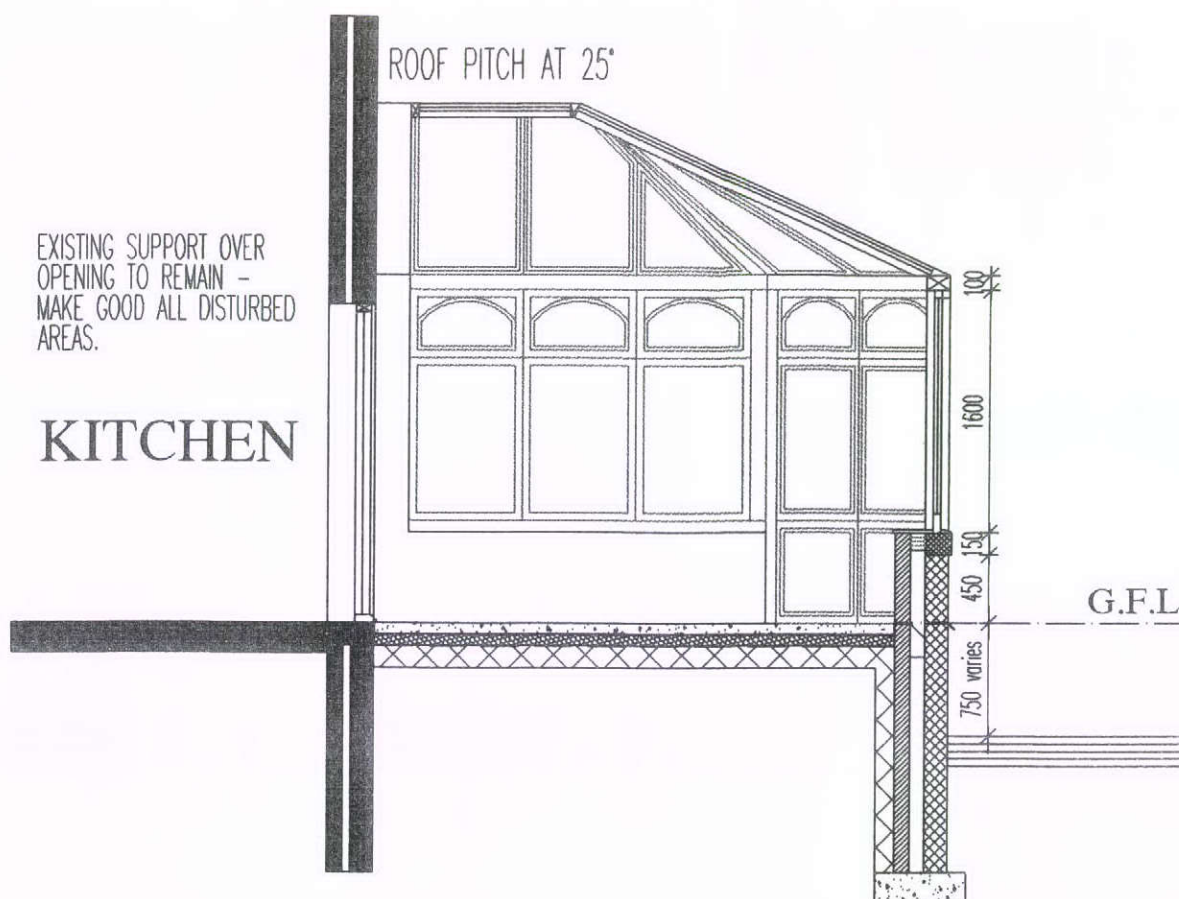 ROOF PITCH AT 25°
EXISTING SUPPORT OVER
OPENING TO REMAIN -
MAKE GOOD ALL DISTURBED
AREAS.
KITCHEN
100
1600
150
450
G.F.L
750 varies